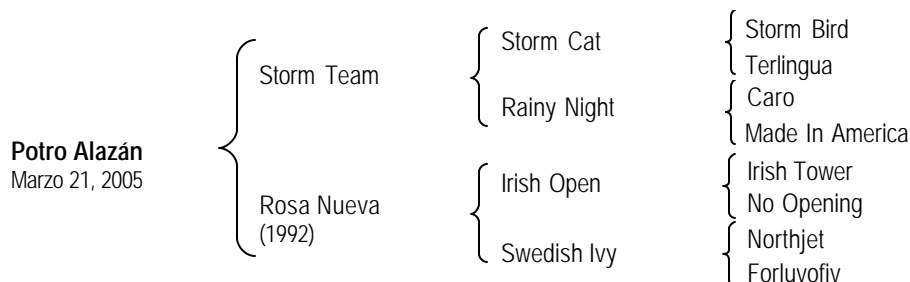 Storm Bird
Storm Cat
Terlingua
Storm Team
Caro
Rainy Night
Made In America
Potro Alazán
Marzo 21, 2005
Irish Tower
Irish Open
No Opening
Rosa Nueva
(1992)
Northjet
Swedish Ivy
Forluvofiv